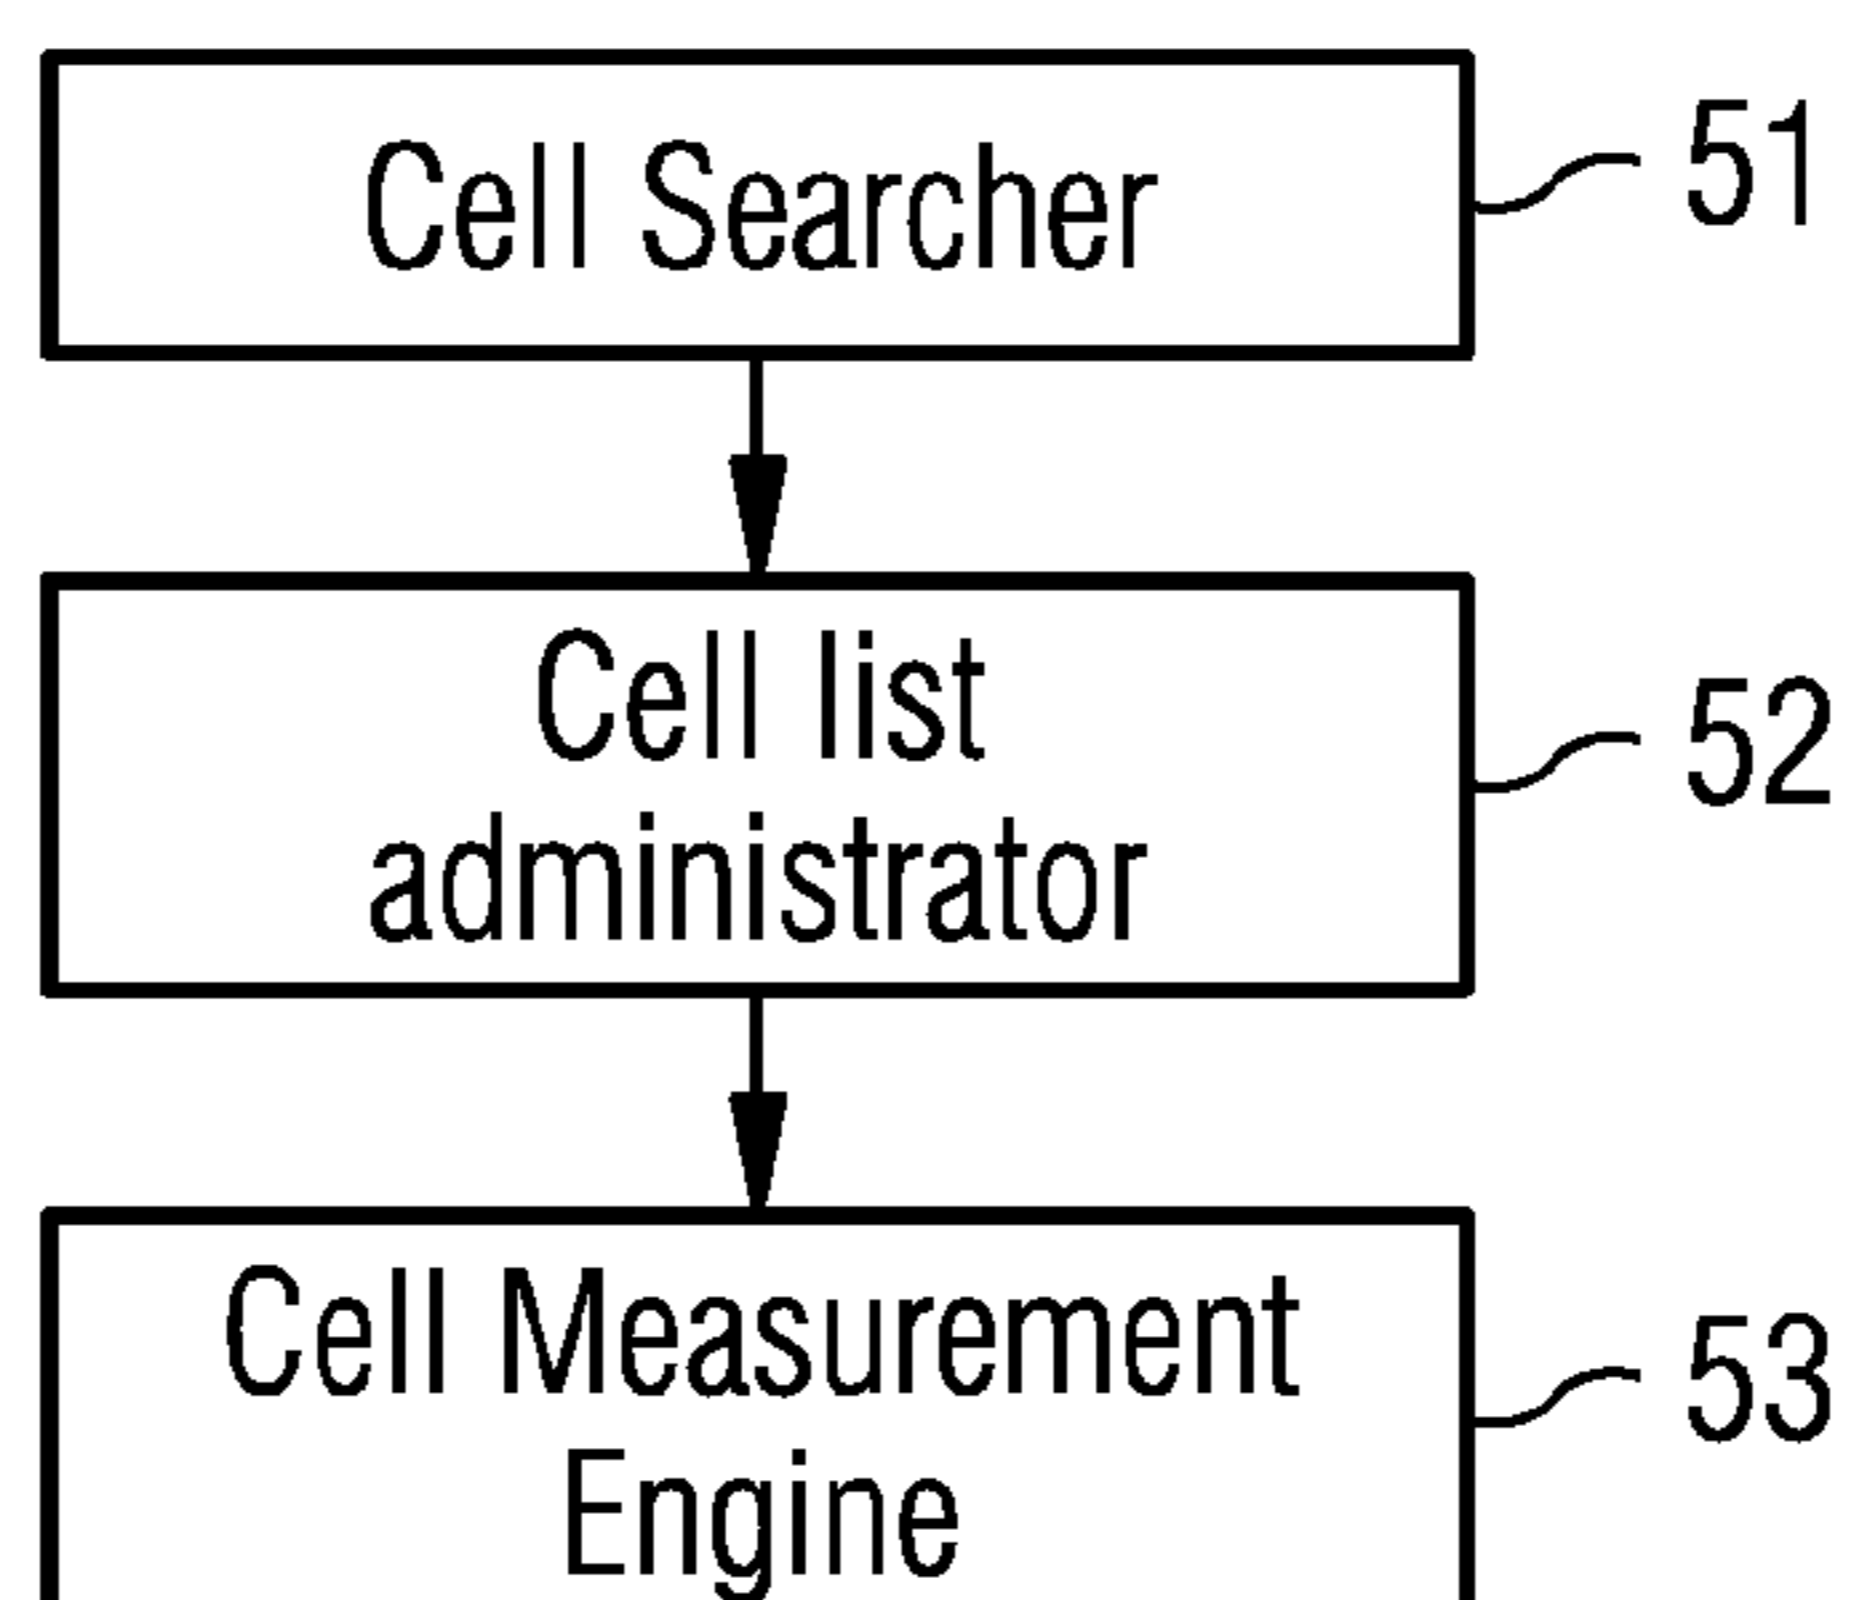 Cell Searcher
51
Cell list
administrator
52
Cell Measurement
Engine
53